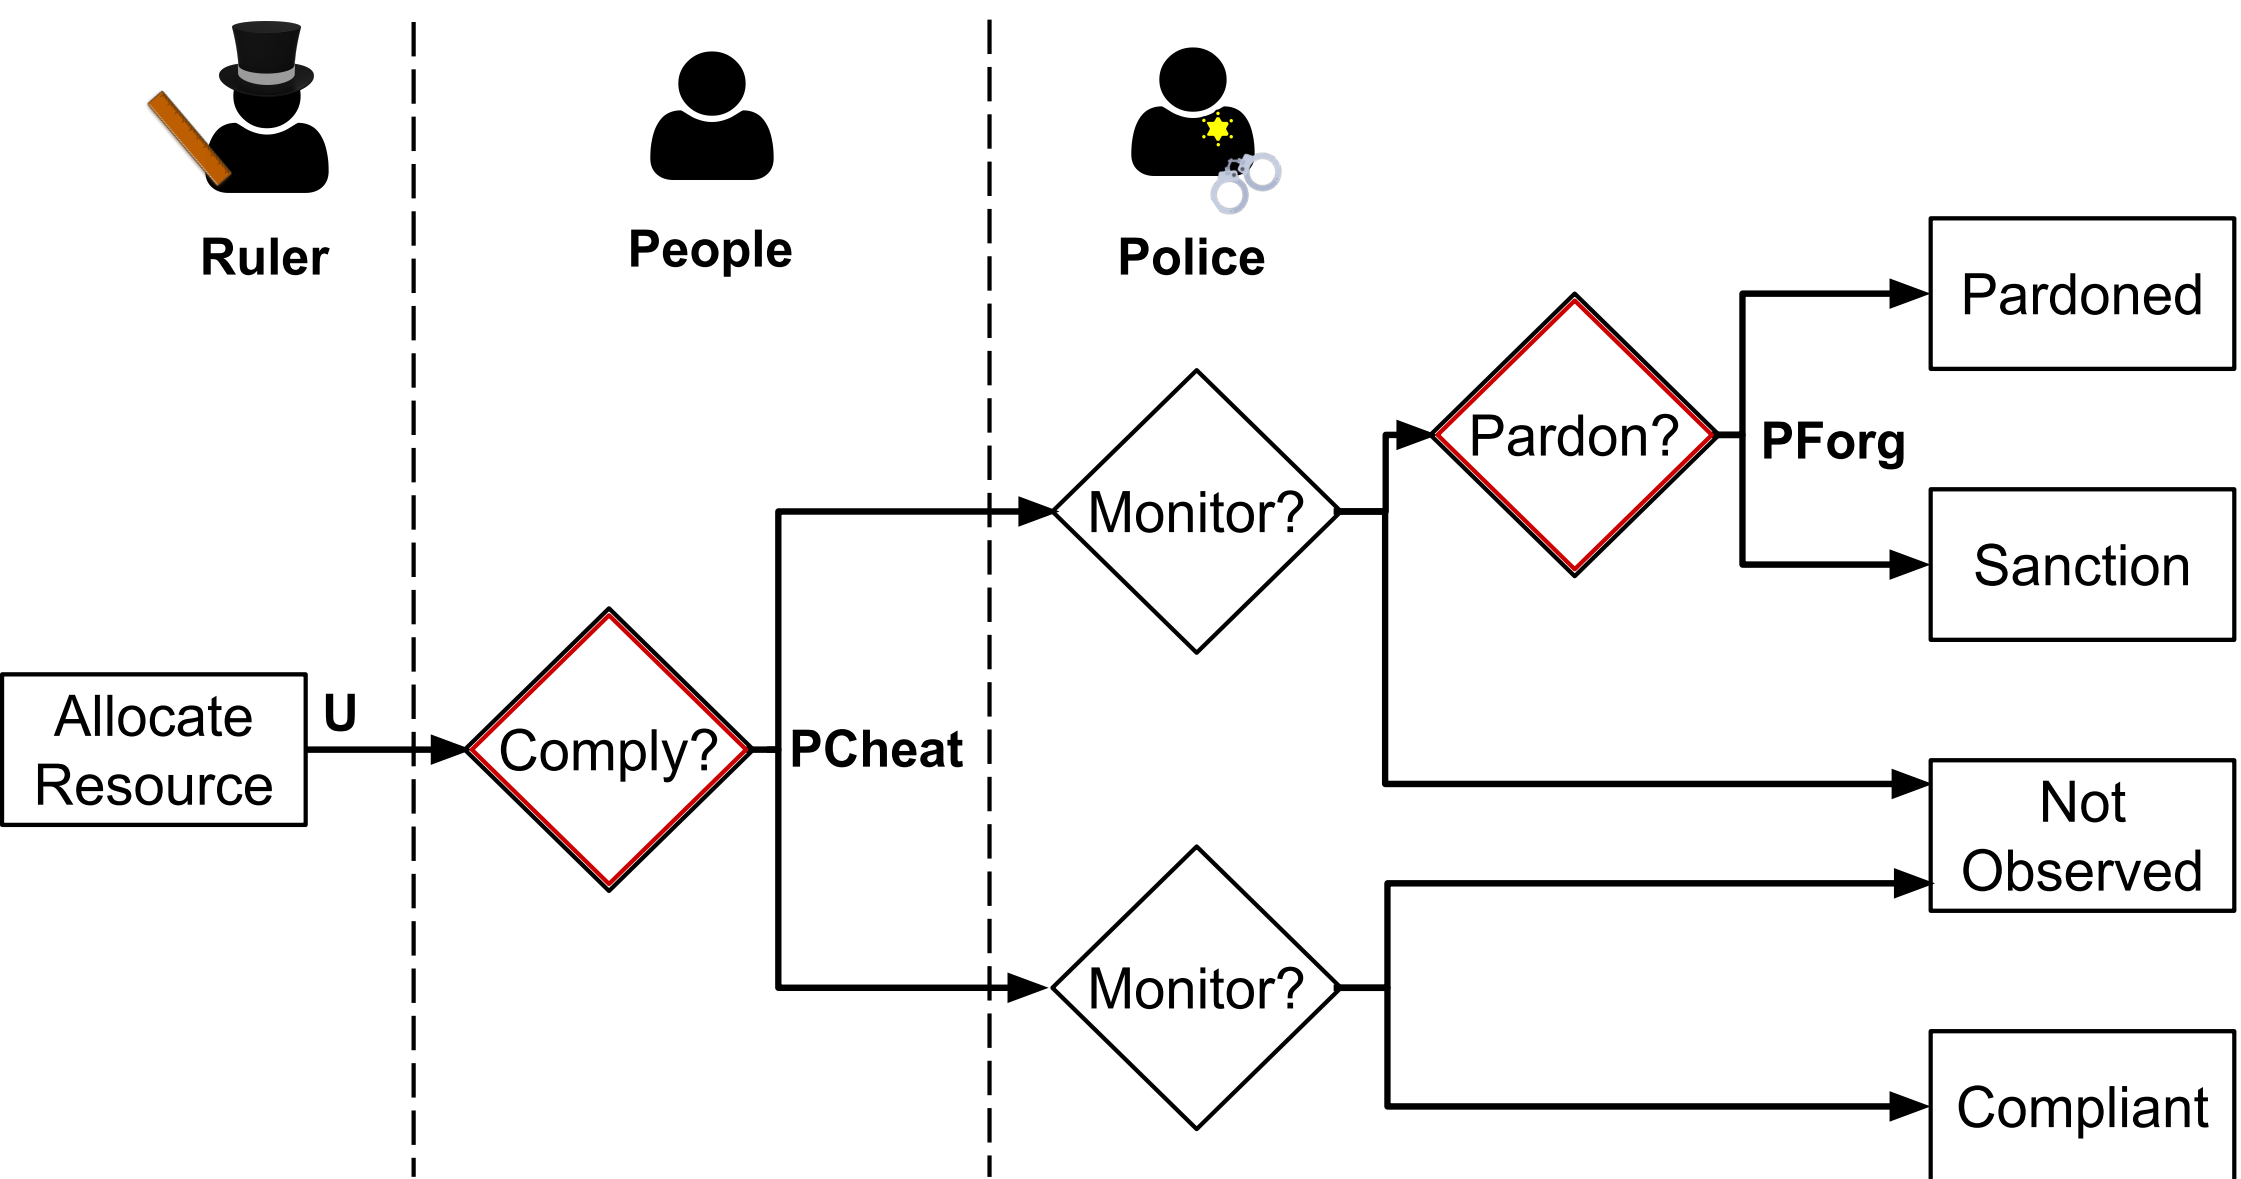 Ruler
People
Police
Pardoned
Pardon?
PForg
Monitor?
Sanction
Allocate
Resource
U
Comply?
PCheat
Not
Observed
Monitor?
Compliant